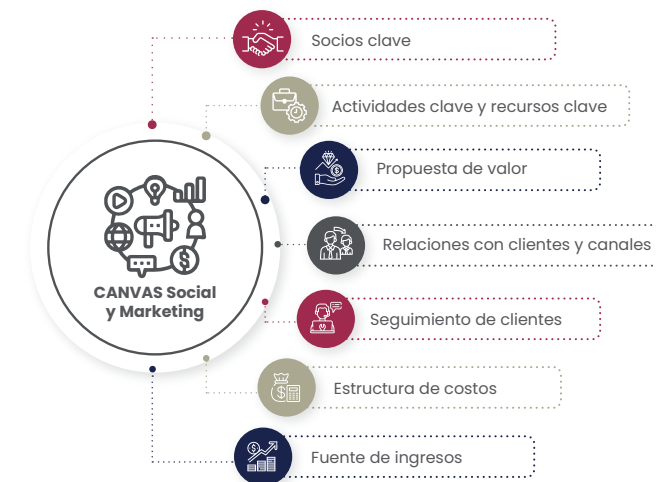 Socios clave
Actividades clave y recursos clave
Propuesta de valor
Relaciones con clientes y canales
CANVAS Social
y Marketing
Seguimiento de clientes
Estructura de costos
Fuente de ingresos